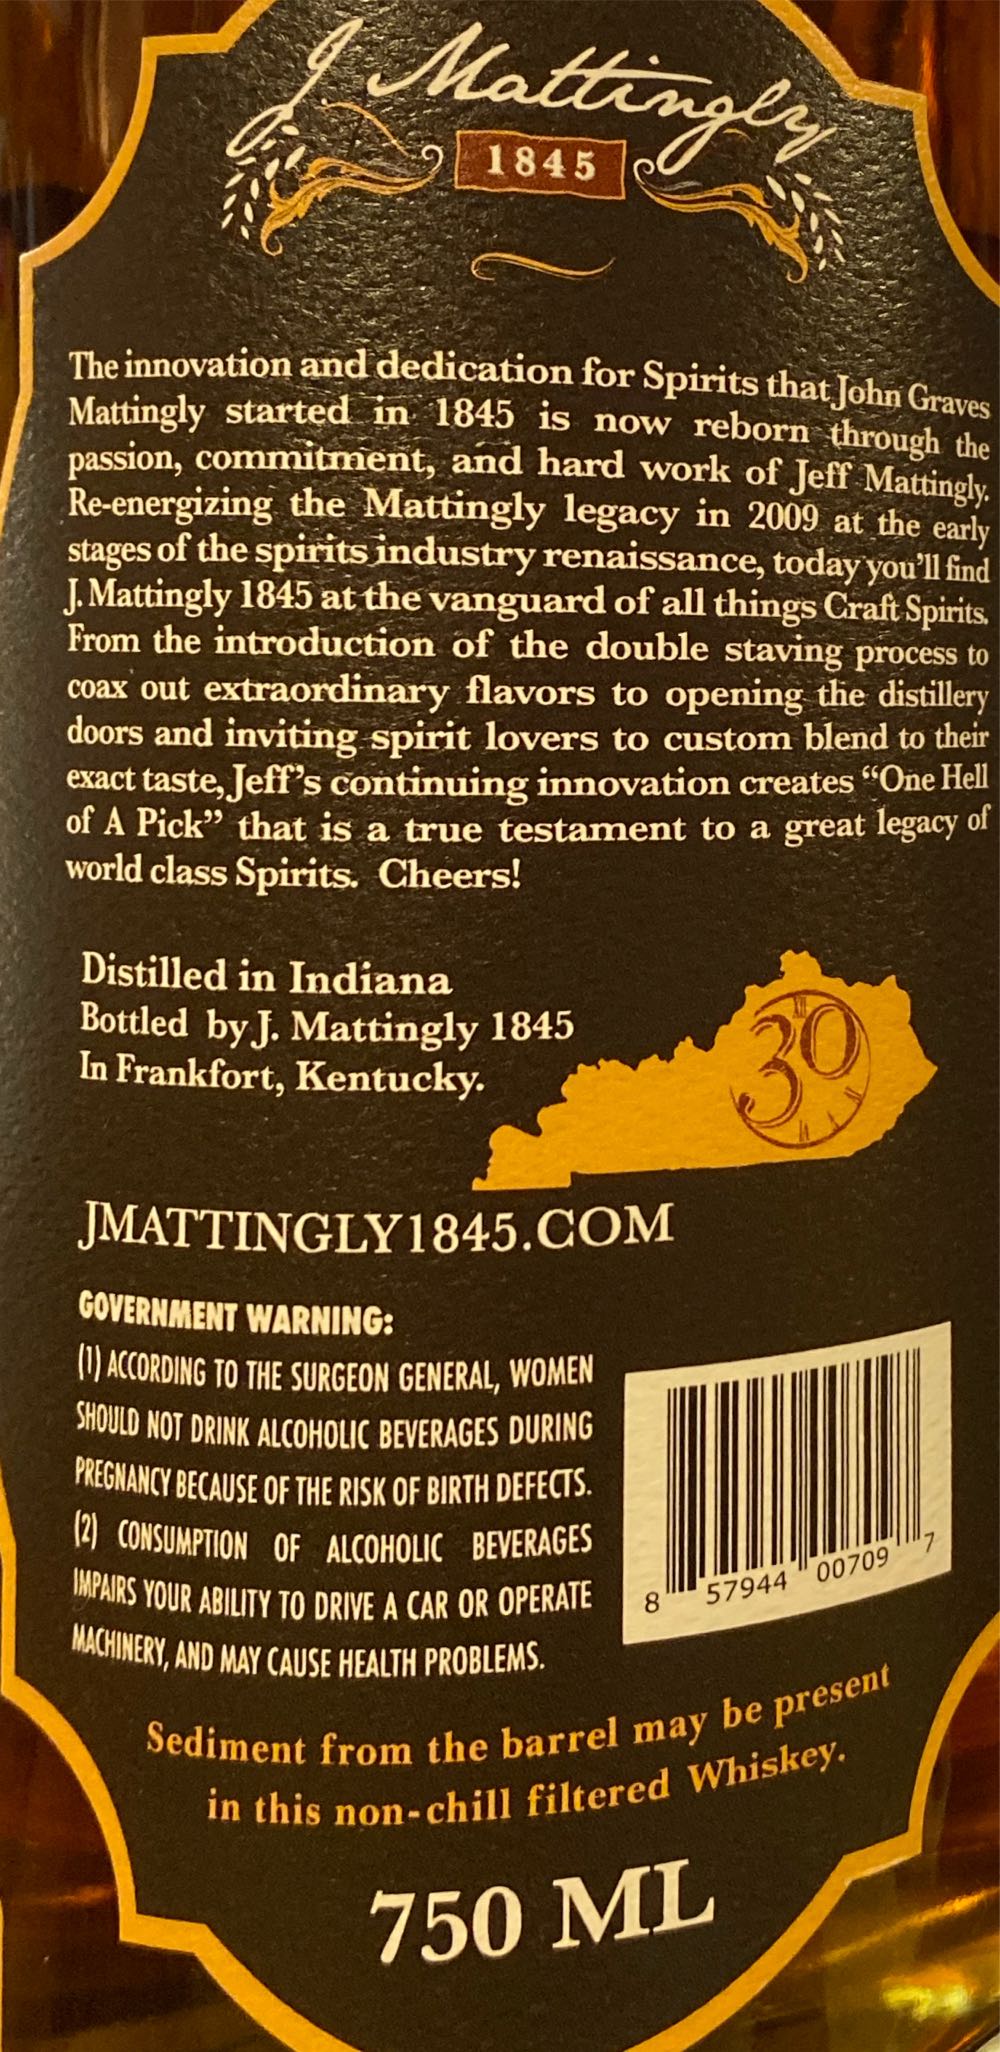 J. Mattingly
1845
The innovation and dedication for Spirits that John Graves
Mattingly started in 1845 is now reborn through the
passion, commitment, and hard work of Jeff Mattingly.
Re-energizing the Mattingly legacy in 2009 at the early
stages of the spirits industry renaissance, today you'll find
J. Mattingly 1845 at the vanguard of all things Craft Spirits.
From the introduction of the double staving process to
coax out extraordinary flavors to opening the distillery
doors and inviting spirit lovers to custom blend to their
exact taste, Jeff's continuing innovation creates “One Hell
of A Pick” that is a true testament to a great legacy of
world class Spirits. Cheers!
Distilled in Indiana
Bottled by J. Mattingly 1845
In Frankfort, Kentucky.
XII
30
JMATTINGLY1845.COM
GOVERNMENT WARNING:
(1) ACCORDING TO THE SURGEON GENERAL, WOMEN
SHOULD NOT DRINK ALCOHOLIC BEVERAGES DURING
PREGNANCY BECAUSE OF THE RISK OF BIRTH DEFECTS.
(2) CONSUMPTION OF ALCOHOLIC BEVERAGES
IMPAIRS YOUR ABILITY TO DRIVE A CAR OR OPERATE
MACHINERY, AND MAY CAUSE HEALTH PROBLEMS.
8 57944 00709 7
Sediment from the barrel may be present
in this non-chill filtered Whiskey.
750 ML